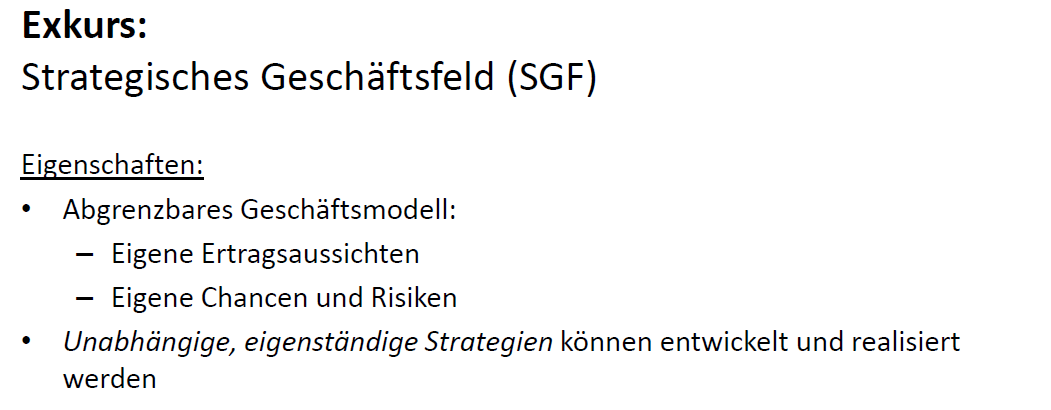 Exkurs:
Strategisches Geschäftsfeld (SGF)
Eigenschaften:
• Abgrenzbares Geschäftsmodell:
– Eigene Ertragsaussichten
– Eigene Chancen und Risiken
• Unabhängige, eigenständige Strategien können entwickelt und realisiert
werden